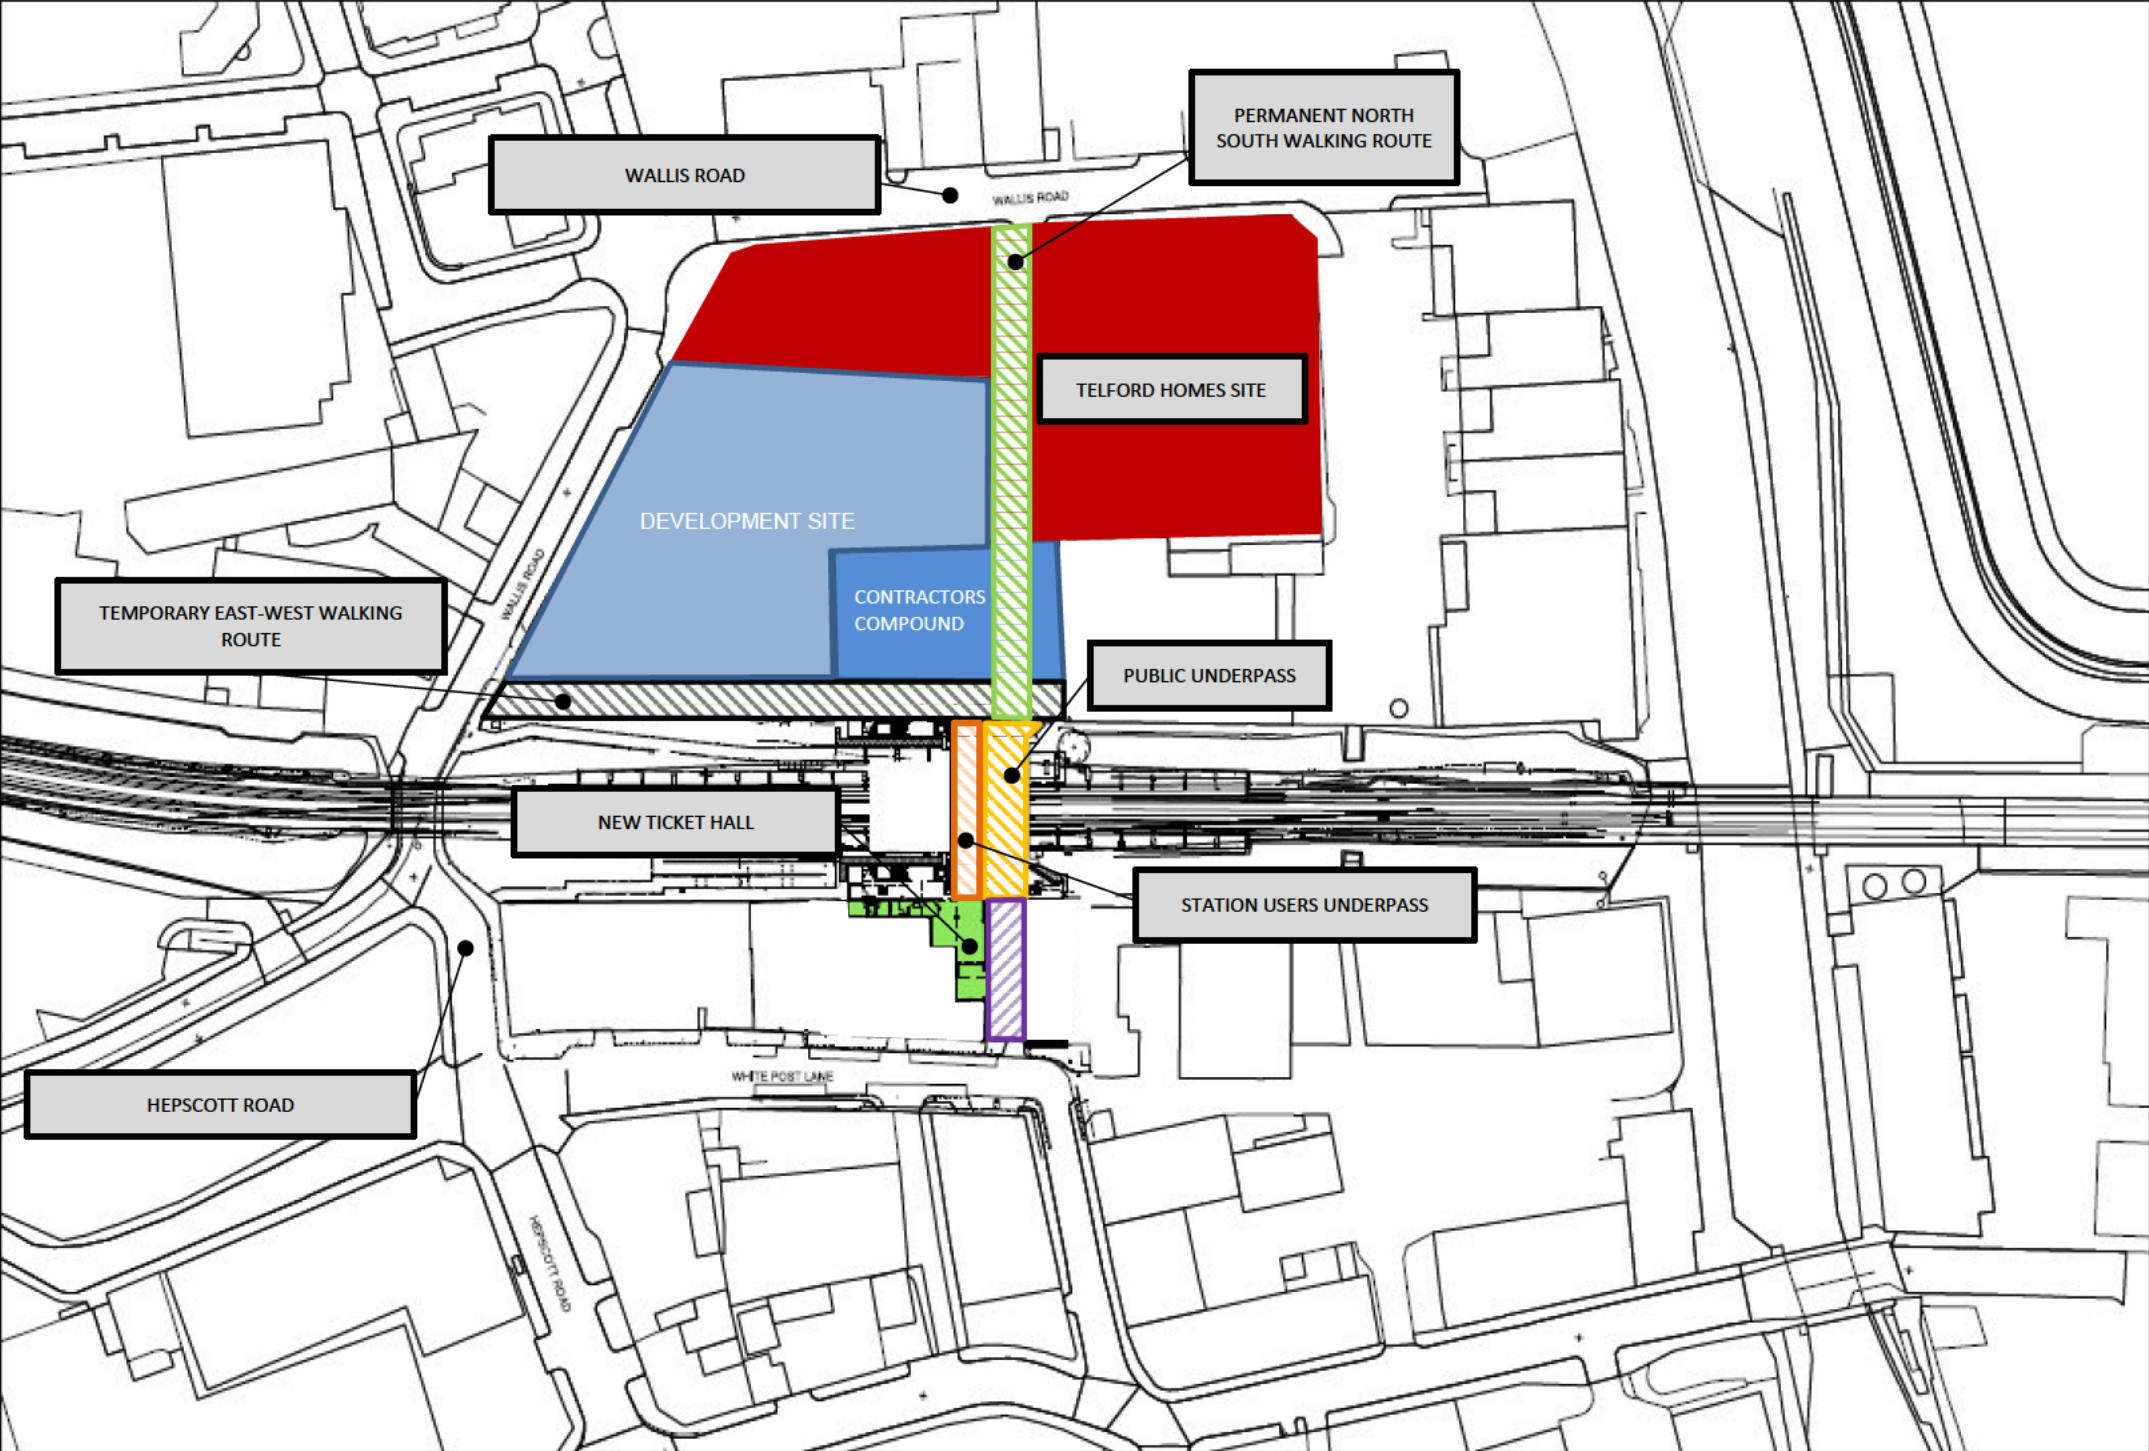 PERMANENT NORTH
SOUTH WALKING ROUTE
WALLIS ROAD
WALLIS ROAD
TELFORD HOMES SITE
DEVELOPMENT SITE
WALLIS ROAD
CONTRACTORS
COMPOUND
TEMPORARY EAST-WEST WALKING
ROUTE
PUBLIC UNDERPASS
NEW TICKET HALL
STATION USERS UNDERPASS
WHITE POST LANE
HEPSCOTT ROAD
HEPSCOTT ROAD